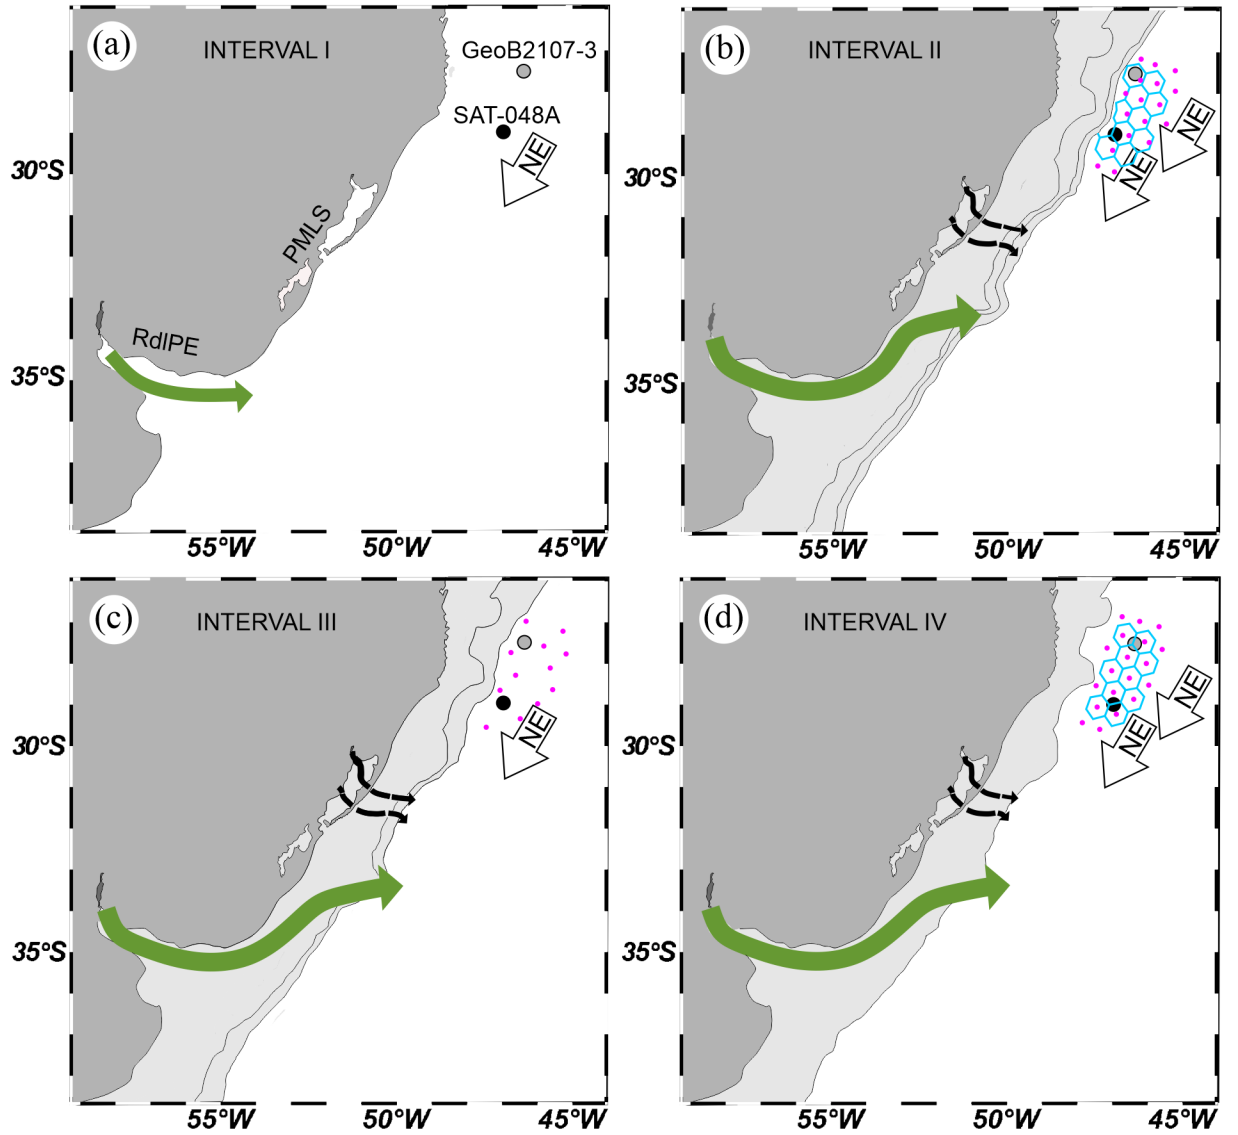 (a)
INTERVAL I
GeoB2107-3
SAT-048A
NE
30°S
PMLS
RdlPE
35°S
55°W 50°W 45°W
(b)
INTERVAL II
NE
NE
30°S
35°S
55°W 50°W 45°W
(c)
INTERVAL III
NE
30°S
35°S
55°W 50°W 45°W
(d)
INTERVAL IV
NE
NE
30°S
35°S
55°W 50°W 45°W